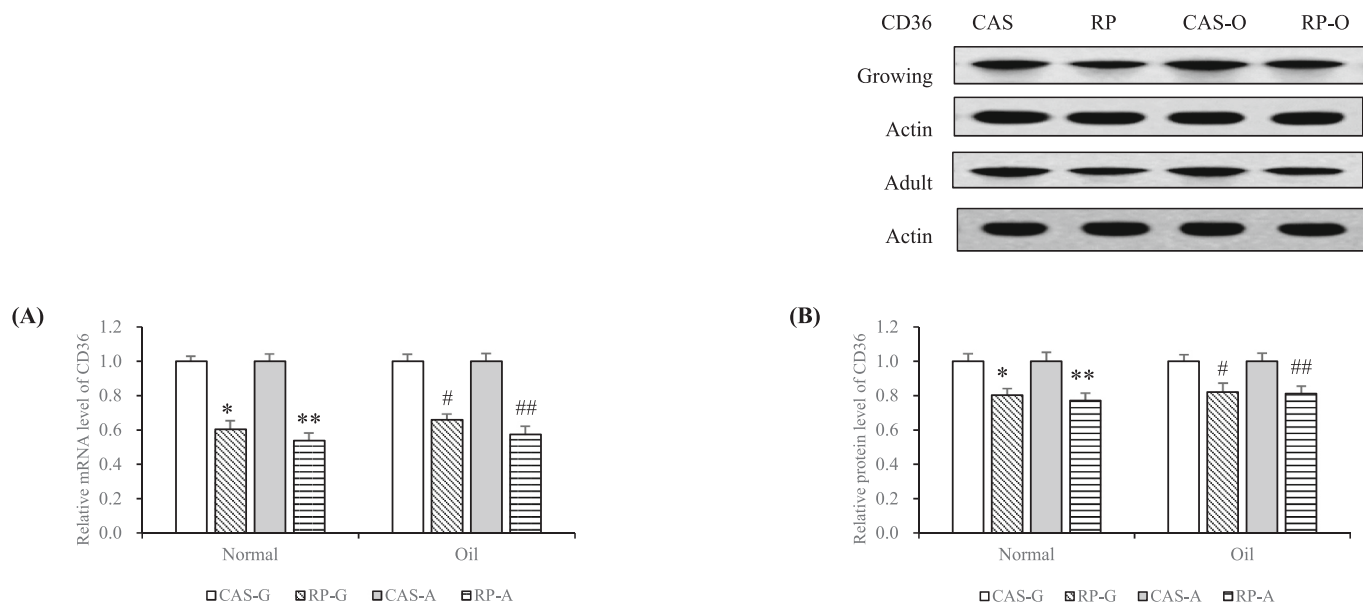 CD36 CAS RP CAS-O RP-O
Growing
Actin
Adult
Actin
(A)
Relative mRNA level of CD36
1.2
1.0
0.8
0.6
0.4
0.2
0.0
*
**
#
##
Normal Oil
CAS-G RP-G CAS-A RP-A
(B)
Relative protein level of CD36
1.2
1.0
0.8
0.6
0.4
0.2
0.0
*
**
#
##
Normal Oil
CAS-G RP-G CAS-A RP-A